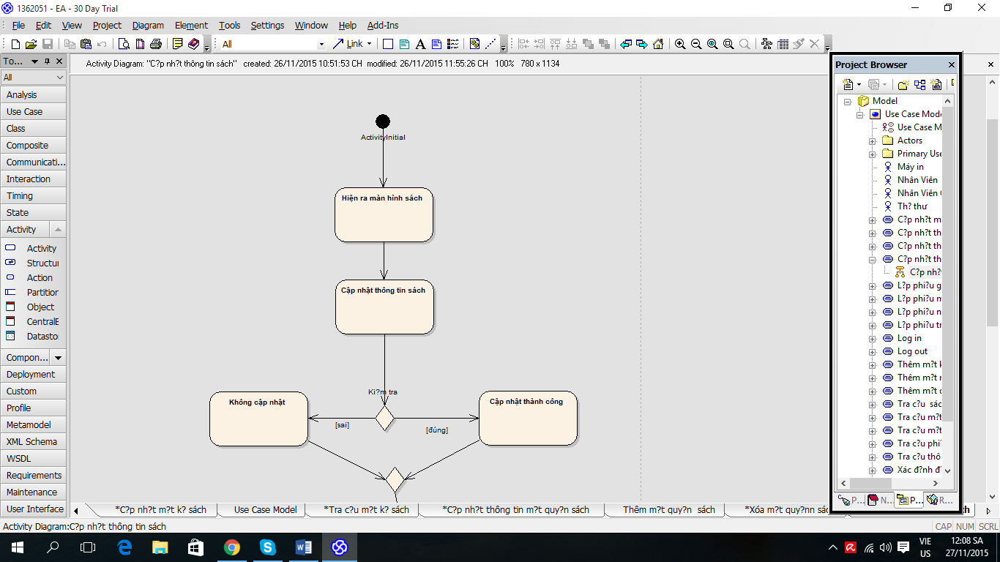 1362051 - EA - 30 Day Trial
File Edit View Project Diagram Element Tools Settings Window Help Add-Ins
All Link
To...
All
Analysis
Use Case
Class
Composite
Communicati...
Interaction
Timing
State
Activity
Activity
Structur
Action
Partition
Object
CentralB
Datastor
Compon...
Deployment
Custom
Profile
Metamodel
XML Schema
WSDL
Requirements
Maintenance
User Interface
Activity Diagram: "C?p nh?t thông tin sách" created: 26/11/2015 10:51:53 CH modified: 26/11/2015 11:55:26 CH 100% 780 x 1134
ActivityInitial
Hiện ra màn hình sách
Cập nhật thông tin sách
Ki?m tra
Không cập nhật
Cập nhật thành công
[sai]
[đúng]
Project Browser
Model
Use Case Mode
Use Case M
Actors
Primary Use
Máy in
Nhân Viên
Nhân Viên
Th? thư
C?p nh?t m
C?p nh?t th
C?p nh?t th
C?p nh?t th
C?p nh?
L?p phi?u g
L?p phi?u m
L?p phi?u n
L?p phi?u tr
Log in
Log out
Thêm m?t k
Thêm m?t
Thêm m?t
Tra c?u sác
Tra c?u m?t
Tra c?u m?t
Tra c?u phi?
Tra c?u thô
Xác đ?nh đ?
P... N... P... R...
*C?p nh?t m?t k? sách Use Case Model *Tra c?u m?t k? sách *C?p nh?t thông tin m?t quy?n sách Thêm m?t quy?n sách *Xóa m?t quy?nn sác ch
Activity Diagram:C?p nh?t thông tin sách CAP NUM SCRL
VIE
US
12:08 SA
27/11/2015